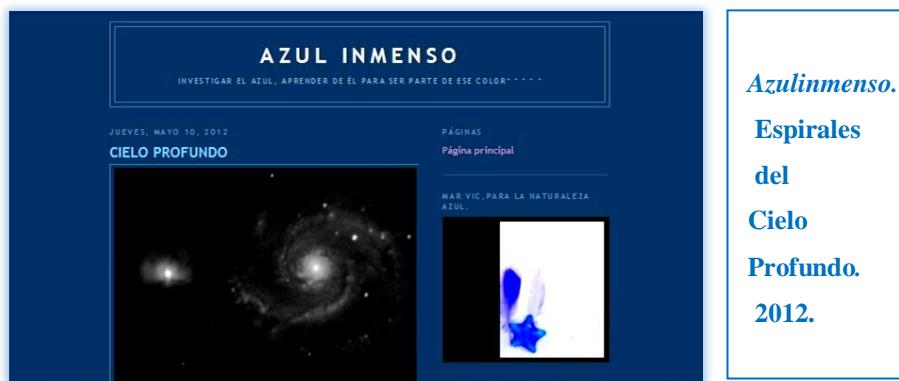 AZUL INMENSO
INVESTIGAR EL AZUL, APRENDER DE ÉL PARA SER PARTE DE ESE COLOR- - - - -
JUEVES, MAYO 10, 2012
CIELO PROFUNDO
PÁGINAS
Página principal
MAR VIC,PARA LA NATURALEZA
AZUL.
Azulinmenso.
Espirales
del
Cielo
Profundo.
2012.